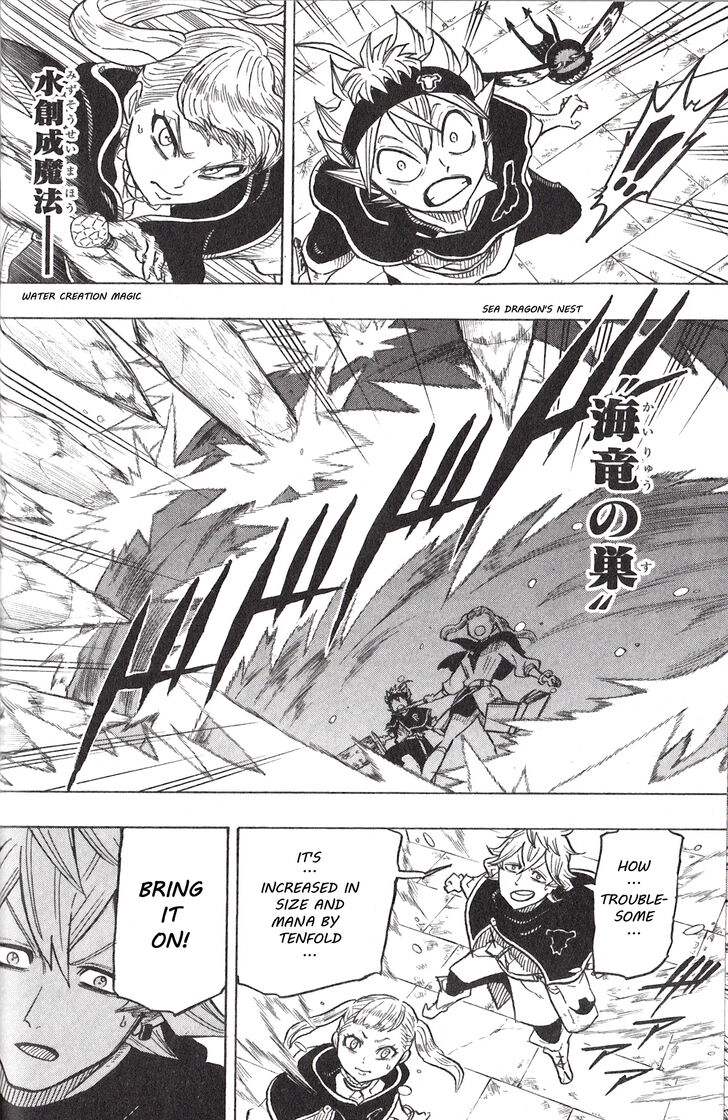 !!!
水創成魔法——
みずそうせいまほう
WATER CREATION MAGIC
SEA DRAGON'S NEST
"海竜の巣"
かいりゅう す
HOW
...
TROUBLE-
SOME ...
IT'S
...
INCREASED IN
SIZE AND
MANA BY
TENFOLD
...
BRING
IT
ON!